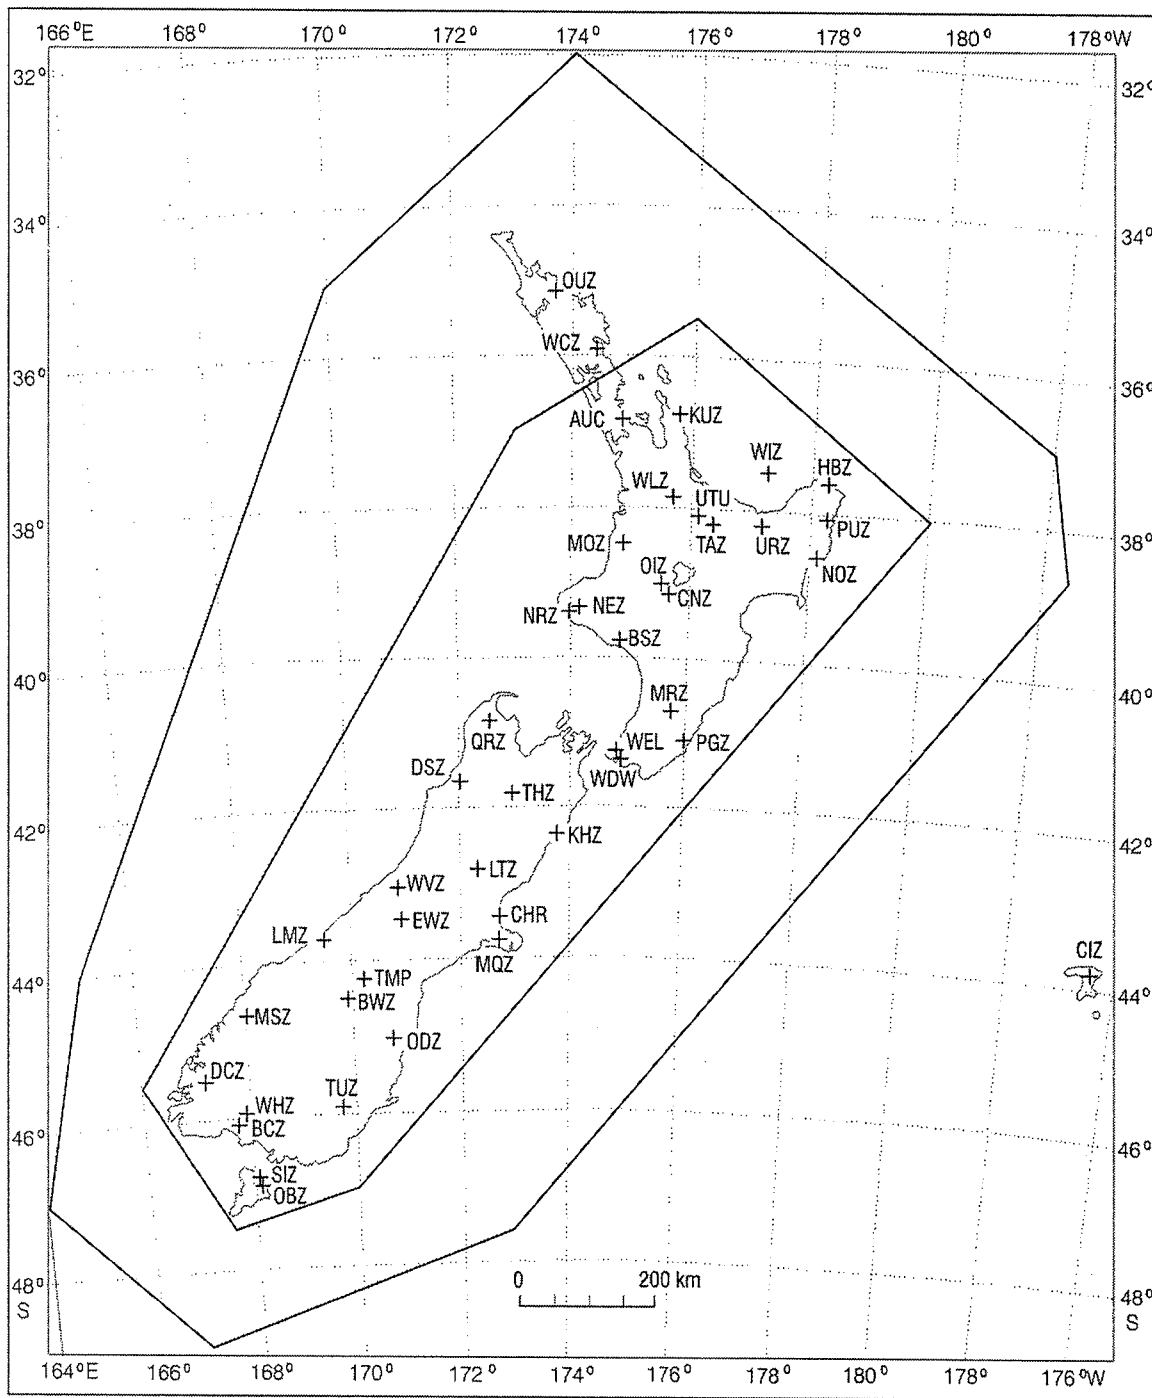 166°E 168° 170° 172° 174° 176° 178° 180° 178°W
32° 32°
34° 34°
OUZ
WCZ
36° 36°
AUC KUZ
WIZ
HBZ
WLZ
UTU
38° PUZ 38°
MOZ TAZ URZ
OIZ NOZ
CNZ
NRZ NEZ
BSZ
40° MRZ 40°
QRZ WEL PGZ
DSZ WDW
THZ
42° KHZ 42°
LTZ
WVZ
EWZ CHR
LMZ
MQZ CIZ
44° TMP 44°
BWZ
MSZ
ODZ
DCZ
TUZ
WHZ
46° BCZ 46°
SIZ
OBZ
48° 0 200 km 48°
S S
164°E 166° 168° 170° 172° 174° 176° 178° 180° 178° 176°W